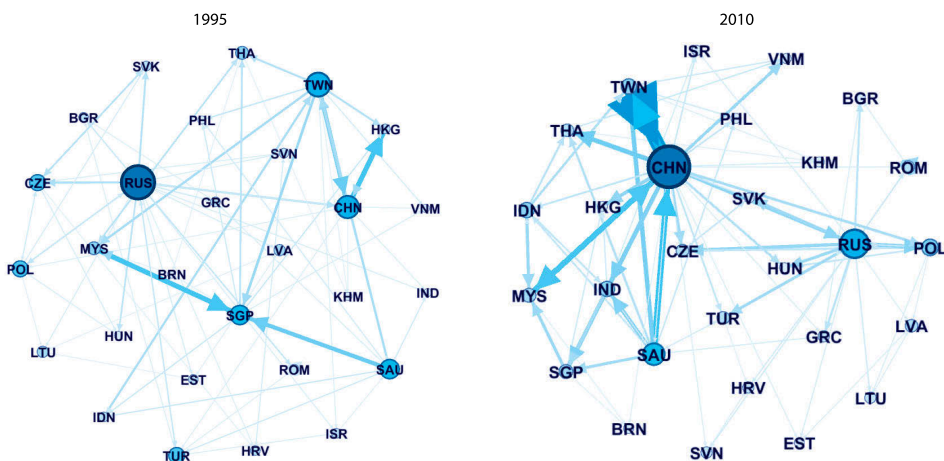 1995
THA
SVK
TWN
BGR
PHL
HKG
SVN
CZE
RUS
GRC
CHN
VNM
MYS
LVA
POL
BRN
IND
KHM
SGP
HUN
LTU
ROM
SAU
EST
IDN
ISR
HRV
TUR
2010
ISR
VNM
TWN
BGR
PHL
THA
KHM
CHN
ROM
SVK
IDN
HKG
RUS
CZE
POL
HUN
IND
MYS
TUR
LVA
GRC
SAU
SGP
HRV
LTU
BRN
EST
SVN